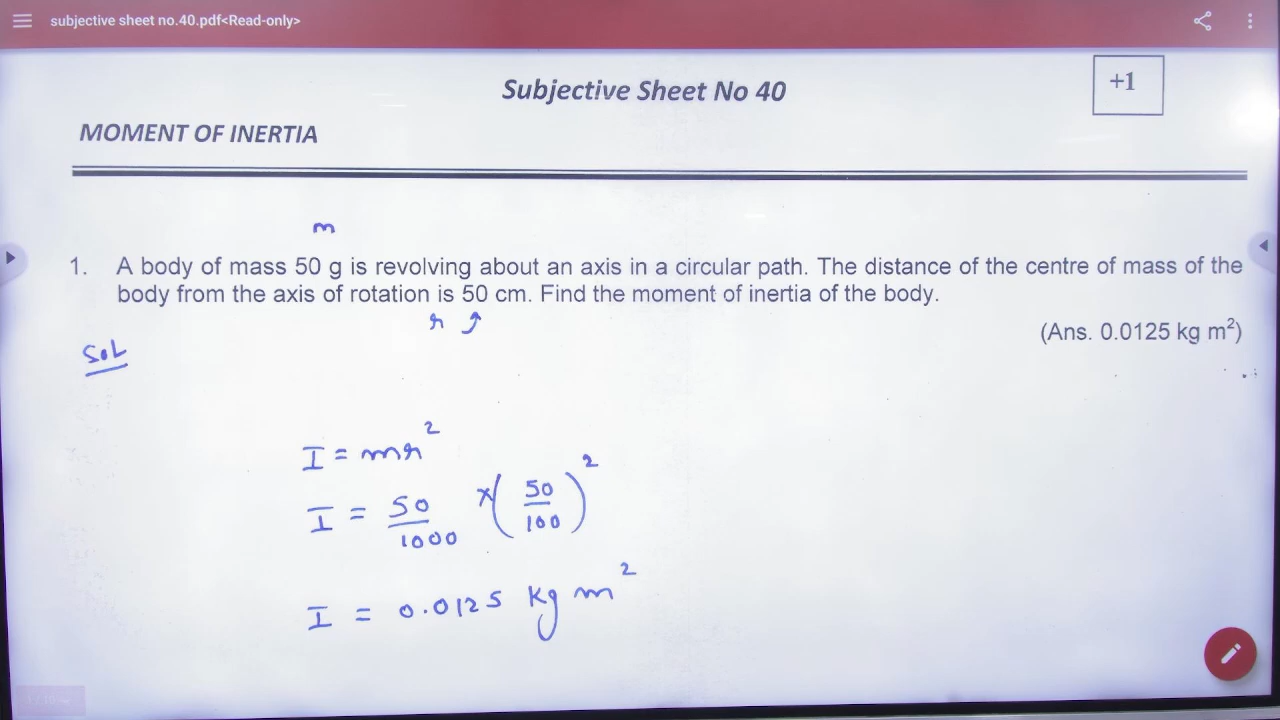 subjective sheet no.40.pdf<Read-only>
Subjective Sheet No 40
+1
MOMENT OF INERTIA
m
1. A body of mass 50 g is revolving about an axis in a circular path. The distance of the centre of mass of the
body from the axis of rotation is 50 cm. Find the moment of inertia of the body.
r
(Ans. 0.0125 kg m²)
Sol
I = mr²
I = 50/1000 × (50/100)²
I = 0.0125 kg m²